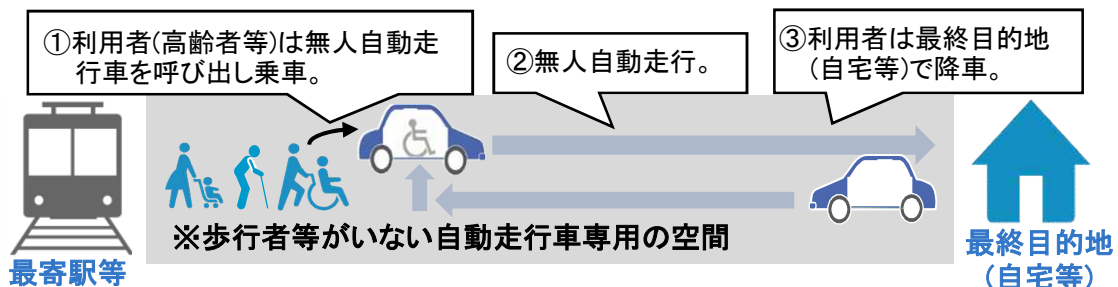 ①利用者(高齢者等)は無人自動走
行車を呼び出し乗車。
②無人自動走行。
③利用者は最終目的地
(自宅等)で降車。
※歩行者等がいない自動走行車専用の空間
最寄駅等
最終目的地
(自宅等)